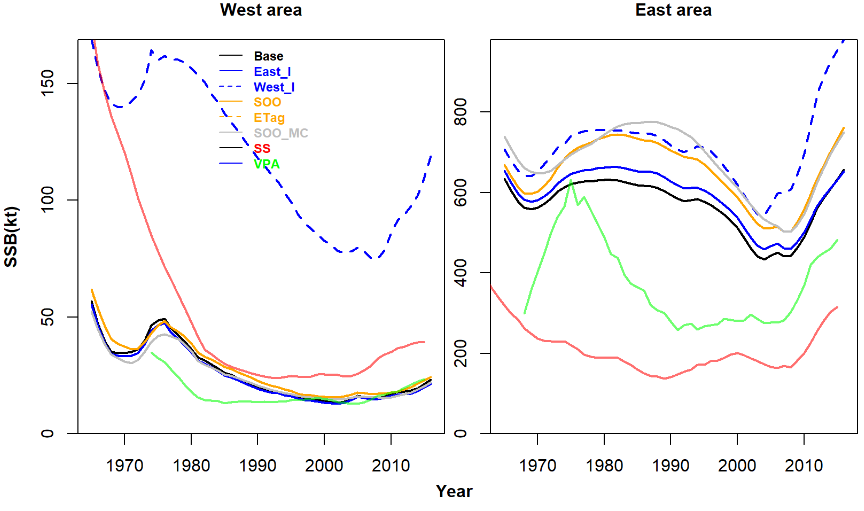 West area
East area
SSB(kt)
150
100
50
0
Base
East_I
West_I
SOO
ETag
SOO_MC
SS
VPA
1970 1980 1990 2000 2010
800
600
400
200
0
1970 1980 1990 2000 2010
Year